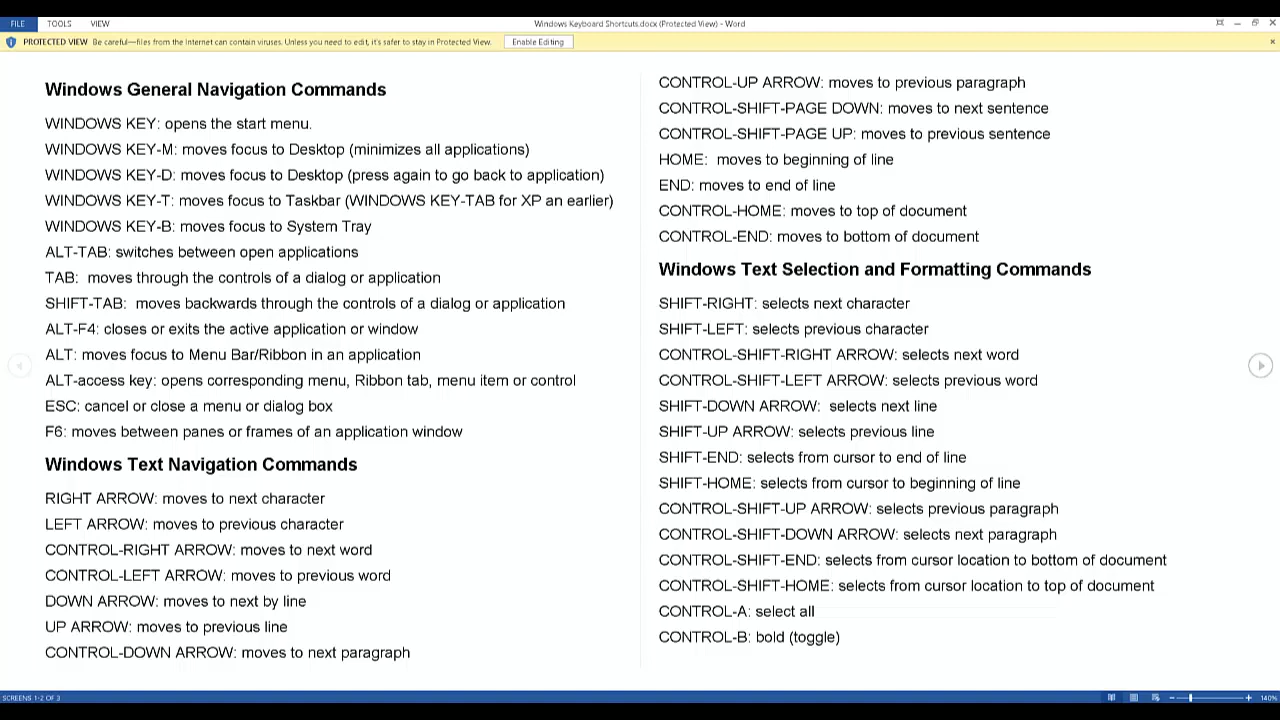 FILE TOOLS VIEW Windows Keyboard Shortcuts.docx (Protected View) - Word
PROTECTED VIEW Be careful—files from the Internet can contain viruses. Unless you need to edit, it's safer to stay in Protected View. Enable Editing
Windows General Navigation Commands
WINDOWS KEY: opens the start menu.
WINDOWS KEY-M: moves focus to Desktop (minimizes all applications)
WINDOWS KEY-D: moves focus to Desktop (press again to go back to application)
WINDOWS KEY-T: moves focus to Taskbar (WINDOWS KEY-TAB for XP an earlier)
WINDOWS KEY-B: moves focus to System Tray
ALT-TAB: switches between open applications
TAB:  moves through the controls of a dialog or application
SHIFT-TAB:  moves backwards through the controls of a dialog or application
ALT-F4: closes or exits the active application or window
ALT: moves focus to Menu Bar/Ribbon in an application
ALT-access key: opens corresponding menu, Ribbon tab, menu item or control
ESC: cancel or close a menu or dialog box
F6: moves between panes or frames of an application window
Windows Text Navigation Commands
RIGHT ARROW: moves to next character
LEFT ARROW: moves to previous character
CONTROL-RIGHT ARROW: moves to next word
CONTROL-LEFT ARROW: moves to previous word
DOWN ARROW: moves to next by line
UP ARROW: moves to previous line
CONTROL-DOWN ARROW: moves to next paragraph
CONTROL-UP ARROW: moves to previous paragraph
CONTROL-SHIFT-PAGE DOWN: moves to next sentence
CONTROL-SHIFT-PAGE UP: moves to previous sentence
HOME:  moves to beginning of line
END: moves to end of line
CONTROL-HOME: moves to top of document
CONTROL-END: moves to bottom of document
Windows Text Selection and Formatting Commands
SHIFT-RIGHT: selects next character
SHIFT-LEFT: selects previous character
CONTROL-SHIFT-RIGHT ARROW: selects next word
CONTROL-SHIFT-LEFT ARROW: selects previous word
SHIFT-DOWN ARROW:  selects next line
SHIFT-UP ARROW: selects previous line
SHIFT-END: selects from cursor to end of line
SHIFT-HOME: selects from cursor to beginning of line
CONTROL-SHIFT-UP ARROW: selects previous paragraph
CONTROL-SHIFT-DOWN ARROW: selects next paragraph
CONTROL-SHIFT-END: selects from cursor location to bottom of document
CONTROL-SHIFT-HOME: selects from cursor location to top of document
CONTROL-A: select all
CONTROL-B: bold (toggle)
SCREENS 1-2 OF 3 140%